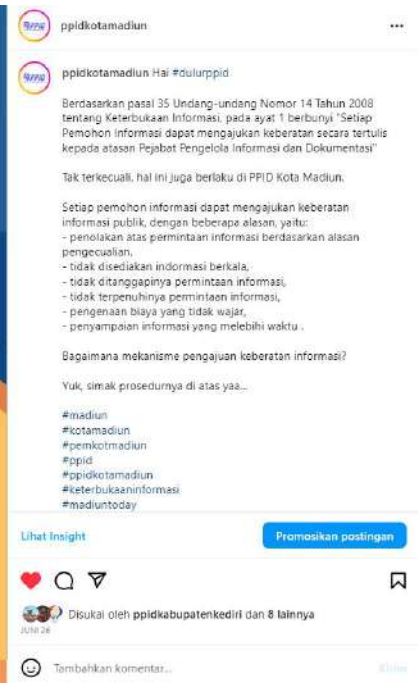 ppidkotamadiun
ppidkotamadiun Hai #dulurppid
Berdasarkan pasal 35 Undang-undang Nomor 14 Tahun 2008
tentang Keterbukaan Informasi, pada ayat 1 berbunyi "Setiap
Pemohon Informasi dapat mengajukan keberatan secara tertulis
kepada atasan Pejabat Pengelola Informasi dan Dokumentasi"
Tak terkecuali, hal ini juga berlaku di PPID Kota Madiun.
Setiap pemohon informasi dapat mengajukan keberatan
informasi publik, dengan beberapa alasan, yaitu:
- penolakan atas permintaan informasi berdasarkan alasan
pengecualian,
- tidak disediakan indormasi berkala,
- tidak ditanggapinya permintaan informasi,
- tidak terpenuhinya permintaan informasi,
- pengenaan biaya yang tidak wajar,
- penyampaian informasi yang melebihi waktu .
Bagaimana mekanisme pengajuan keberatan informasi?
Yuk, simak prosedurnya di atas yaa...
#madiun
#kotamadiun
#pemkotmadiun
#ppid
#ppidkotamadiun
#keterbukaaninformasi
#madiuntoday
Lihat Insight
Promosikan postingan
Disukai oleh ppidkabupatenkediri dan 8 lainnya
JUNI 26
Tambahkan komentar...
Kirim